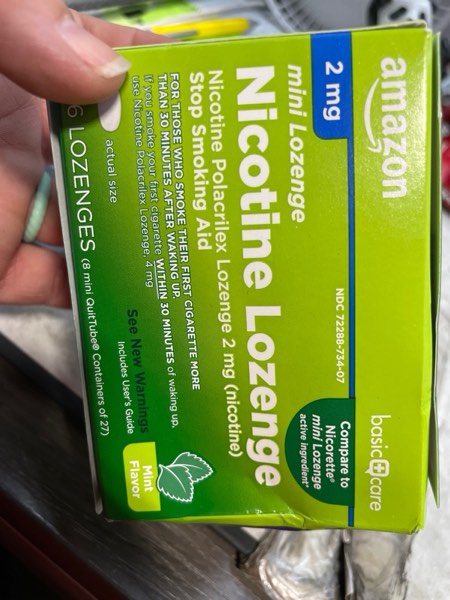 amazon
basic care
2 mg
NDC 72288-734-07
Compare to
Nicorette®
mini Lozenge
active ingredient*
mini Lozenge
Nicotine Lozenge
Nicotine Polacrilex Lozenge 2 mg (nicotine)
Stop Smoking Aid
FOR THOSE WHO SMOKE THEIR FIRST CIGARETTE MORE
THAN 30 MINUTES AFTER WAKING UP.
If you smoke your first cigarette WITHIN 30 MINUTES of waking up,
use Nicotine Polacrilex Lozenge, 4 mg
See New Warnings
Includes User's Guide
Mint
Flavor
actual size
6 LOZENGES (8 mini QuitTube® Containers of 27)